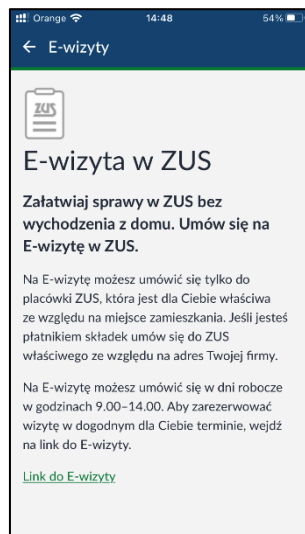 Orange 14:48 54%
← E-wizyty
ZUS
E-wizyta w ZUS
Załatwiaj sprawy w ZUS bez
wychodzenia z domu. Umów się na
E-wizytę w ZUS.
Na E-wizytę możesz umówić się tylko do
placówki ZUS, która jest dla Ciebie właściwa
ze względu na miejsce zamieszkania. Jeśli jesteś
płatnikiem składek umów się do ZUS
właściwego ze względu na adres Twojej firmy.
Na E-wizytę możesz umówić się w dni robocze
w godzinach 9.00–14.00. Aby zarezerwować
wizytę w dogodnym dla Ciebie terminie, wejdź
na link do E-wizyty.
Link do E-wizyty